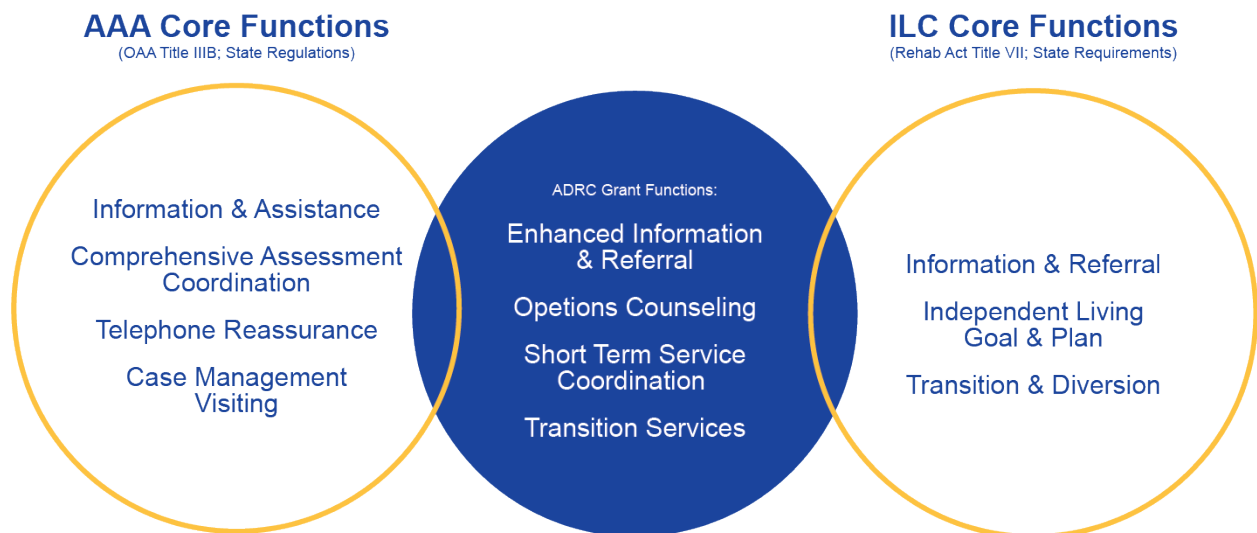 AAA Core Functions
(OAA Title IIIB; State Regulations)
Information & Assistance
Comprehensive Assessment
Coordination
Telephone Reassurance
Case Management
Visiting
ADRC Grant Functions:
Enhanced Information
& Referral
Opetions Counseling
Short Term Service
Coordination
Transition Services
ILC Core Functions
(Rehab Act Title VII; State Requirements)
Information & Referral
Independent Living
Goal & Plan
Transition & Diversion